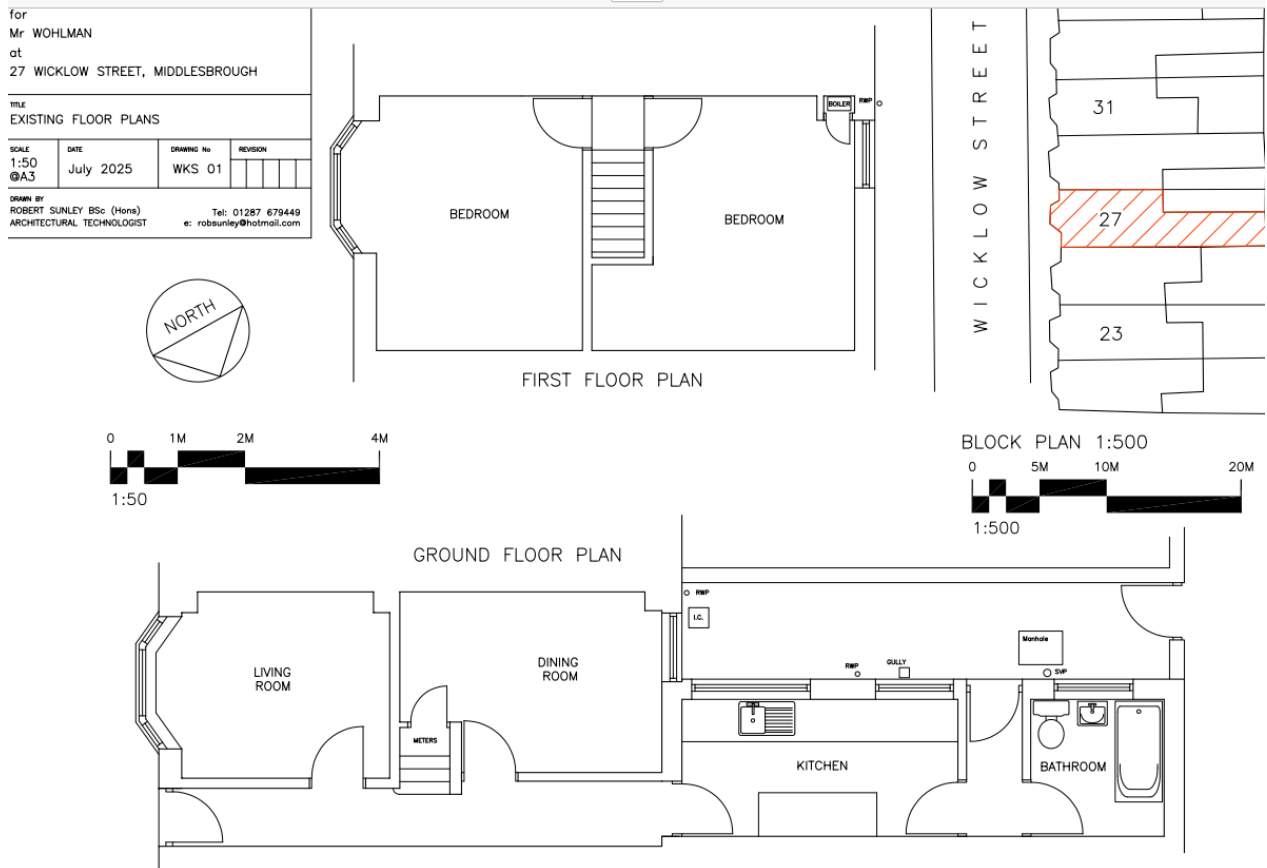 for
Mr WOHLMAN
at
27 WICKLOW STREET, MIDDLESBROUGH
TITLE
EXISTING FLOOR PLANS
SCALE
1:50
@A3
DATE
July 2025
DRAWING No
WKS 01
REVISION
DRAWN BY
ROBERT SUNLEY BSc (Hons)
ARCHITECTURAL TECHNOLOGIST
Tel: 01287 679449
e: robsunley@hotmail.com
BOILER
RWP
BEDROOM
BEDROOM
FIRST FLOOR PLAN
WICKLOW STREET
31
27
23
NORTH
0 1M 2M 4M
1:50
BLOCK PLAN 1:500
0 5M 10M 20M
1:500
GROUND FLOOR PLAN
RWP
I.C.
LIVING
ROOM
DINING
ROOM
METERS
RWP
GULLY
Manhole
SVP
KITCHEN
BATHROOM